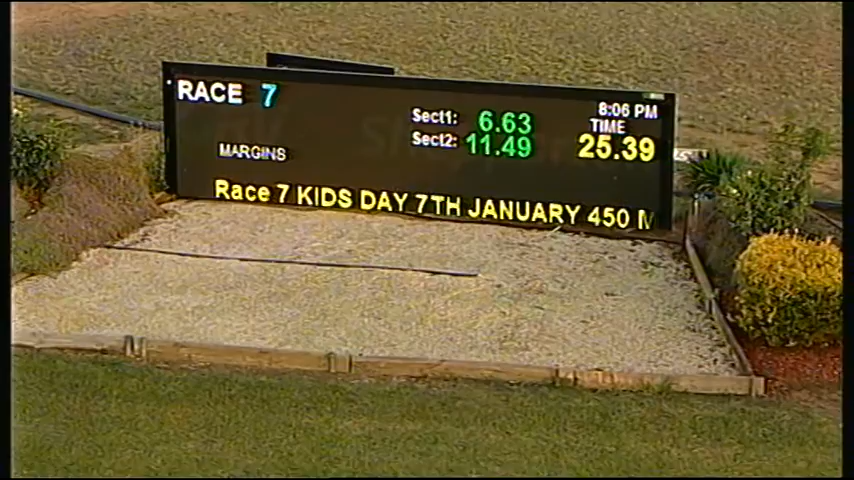 RACE 7
8:06 PM
Sect1: 6.63 TIME
Sect2: 11.49 25.39
MARGINS
Race 7 KIDS DAY 7TH JANUARY 450 M